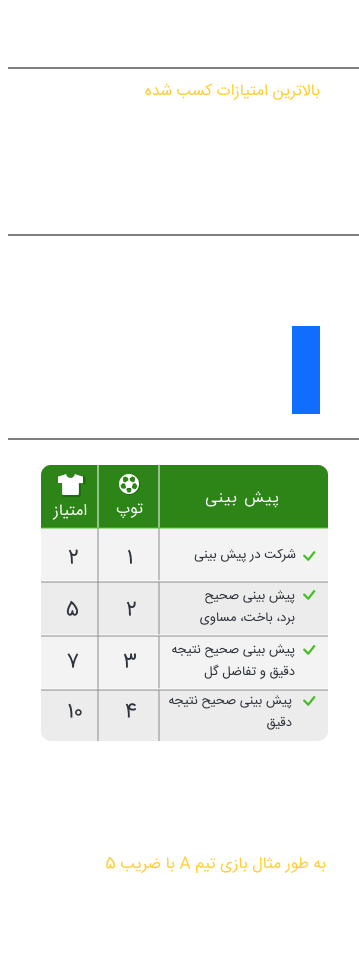 بالاترین امتیازات کسب شده
پیش بینی
توپ
امتیاز
شرکت در پیش بینی
۱
۲
پیش بینی صحیح
برد، باخت، مساوی
۲
۵
پیش بینی صحیح نتیجه
دقیق و تفاضل گل
۳
۷
پیش بینی صحیح نتیجه
دقیق
۴
۱۰
به طور مثال بازی تیم A با ضریب ۵